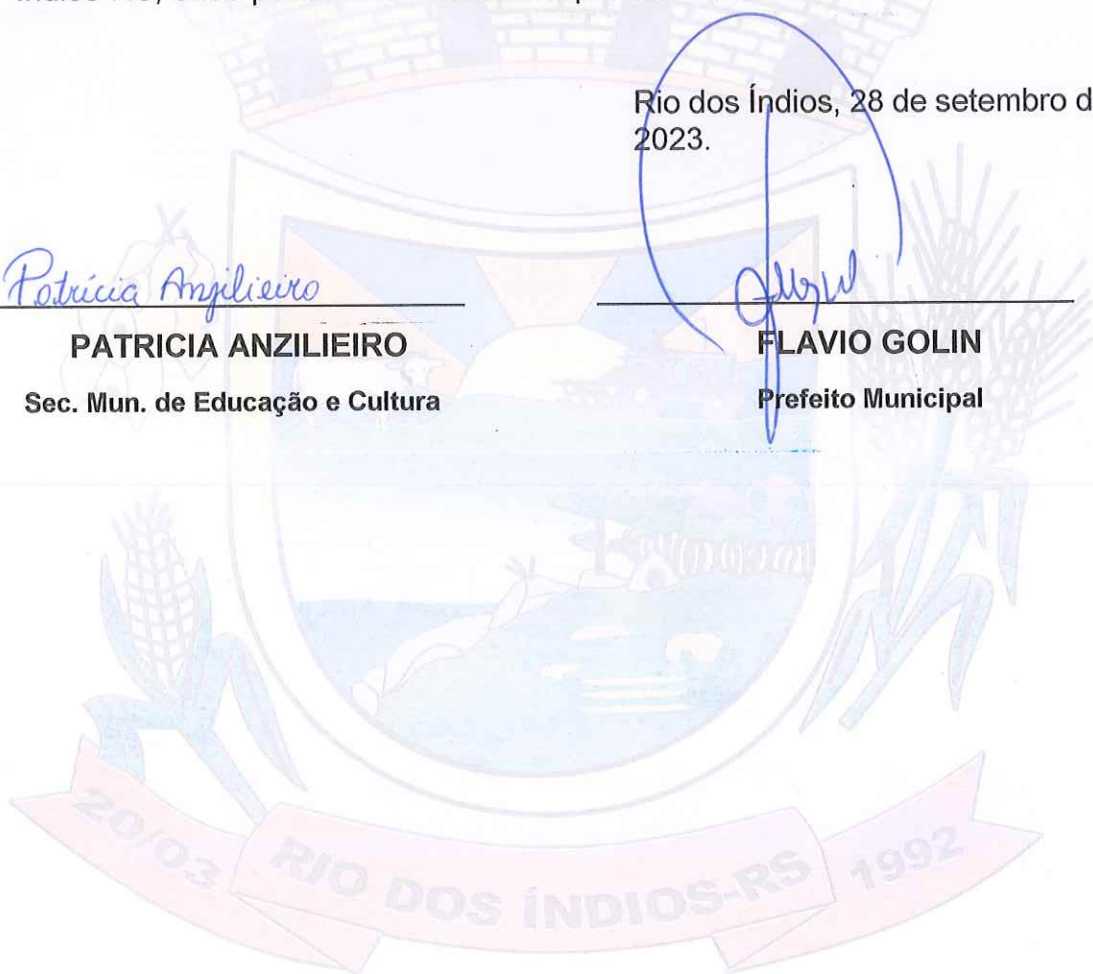 Rio dos Índios, 28 de setembro d
2023.
Patrícia Anzilieiro
PATRICIA ANZILIEIRO
Sec. Mun. de Educação e Cultura
FLAVIO GOLIN
Prefeito Municipal
20/03 RIO DOS ÍNDIOS-RS 1992